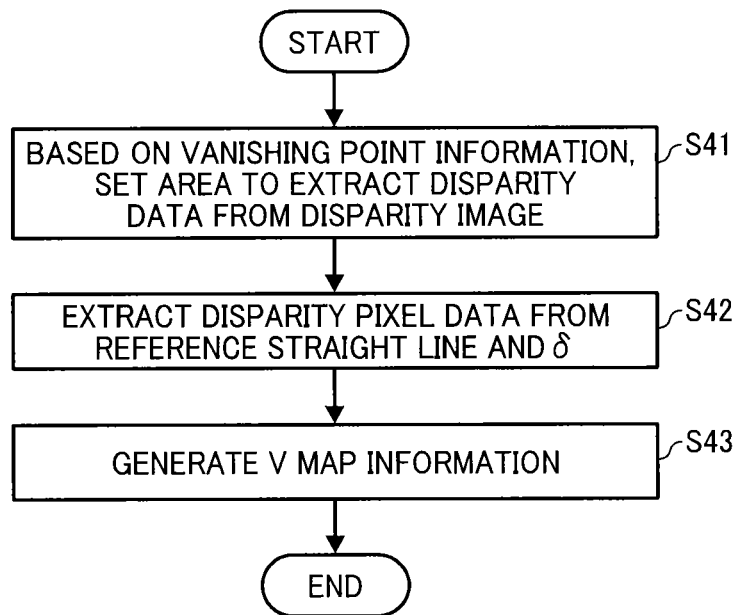 START
BASED ON VANISHING POINT INFORMATION,
SET AREA TO EXTRACT DISPARITY
DATA FROM DISPARITY IMAGE
S41
EXTRACT DISPARITY PIXEL DATA FROM
REFERENCE STRAIGHT LINE AND δ
S42
GENERATE V MAP INFORMATION
S43
END